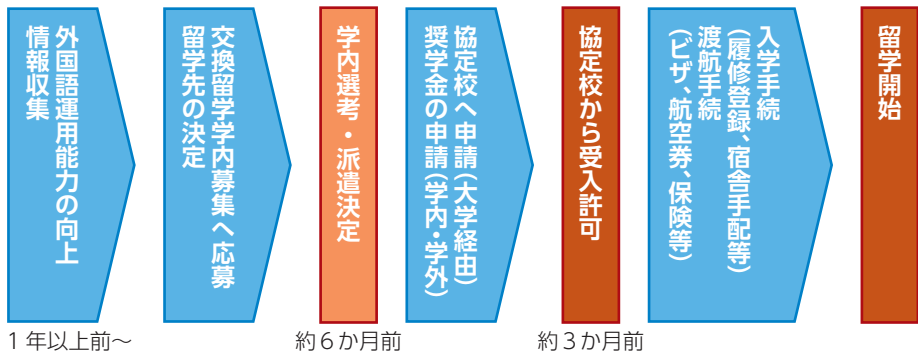 外国語運用能力の向上
情報収集
交換留学学内募集へ応募
留学先の決定
学内選考・派遣決定
協定校へ申請（大学経由）
奨学金の申請（学内・学外）
協定校から受入許可
入学手続
（履修登録、宿舎手配等）
渡航手続
（ビザ、航空券、保険等）
留学開始
1 年以上前～
約６か月前
約３か月前